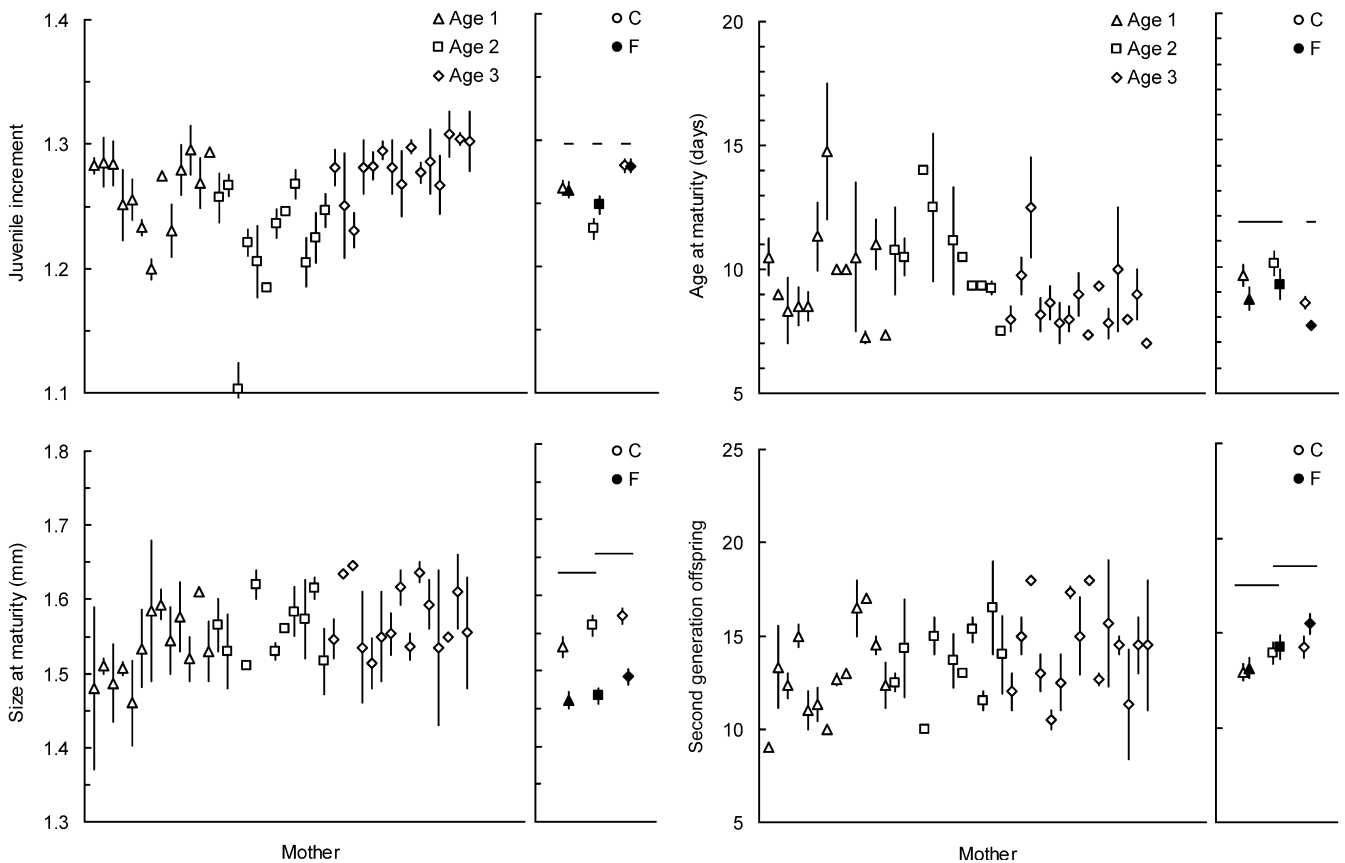 Juvenile increment
1.4
1.3
1.2
1.1
Age 1
Age 2
Age 3
C
F
Age at maturity (days)
20
15
10
5
Age 1
Age 2
Age 3
C
F
Size at maturity (mm)
1.8
1.7
1.6
1.5
1.4
1.3
C
F
Mother
Second generation offspring
25
20
15
10
5
C
F
Mother